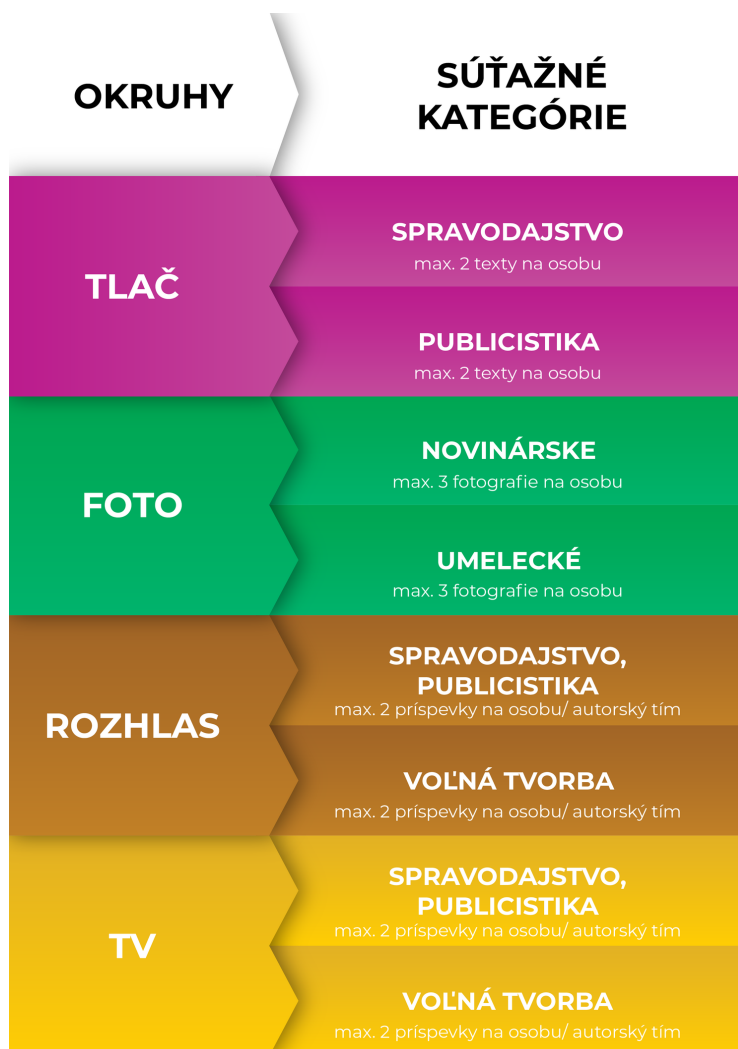 OKRUHY
SÚŤAŽNÉ
KATEGÓRIE
TLAČ
SPRAVODAJSTVO
max. 2 texty na osobu
PUBLICISTIKA
max. 2 texty na osobu
FOTO
NOVINÁRSKE
max. 3 fotografie na osobu
UMELECKÉ
max. 3 fotografie na osobu
ROZHLAS
SPRAVODAJSTVO,
PUBLICISTIKA
max. 2 príspevky na osobu/ autorský tím
VOĽNÁ TVORBA
max. 2 príspevky na osobu/ autorský tím
TV
SPRAVODAJSTVO,
PUBLICISTIKA
max. 2 príspevky na osobu/ autorský tím
VOĽNÁ TVORBA
max. 2 príspevky na osobu/ autorský tím